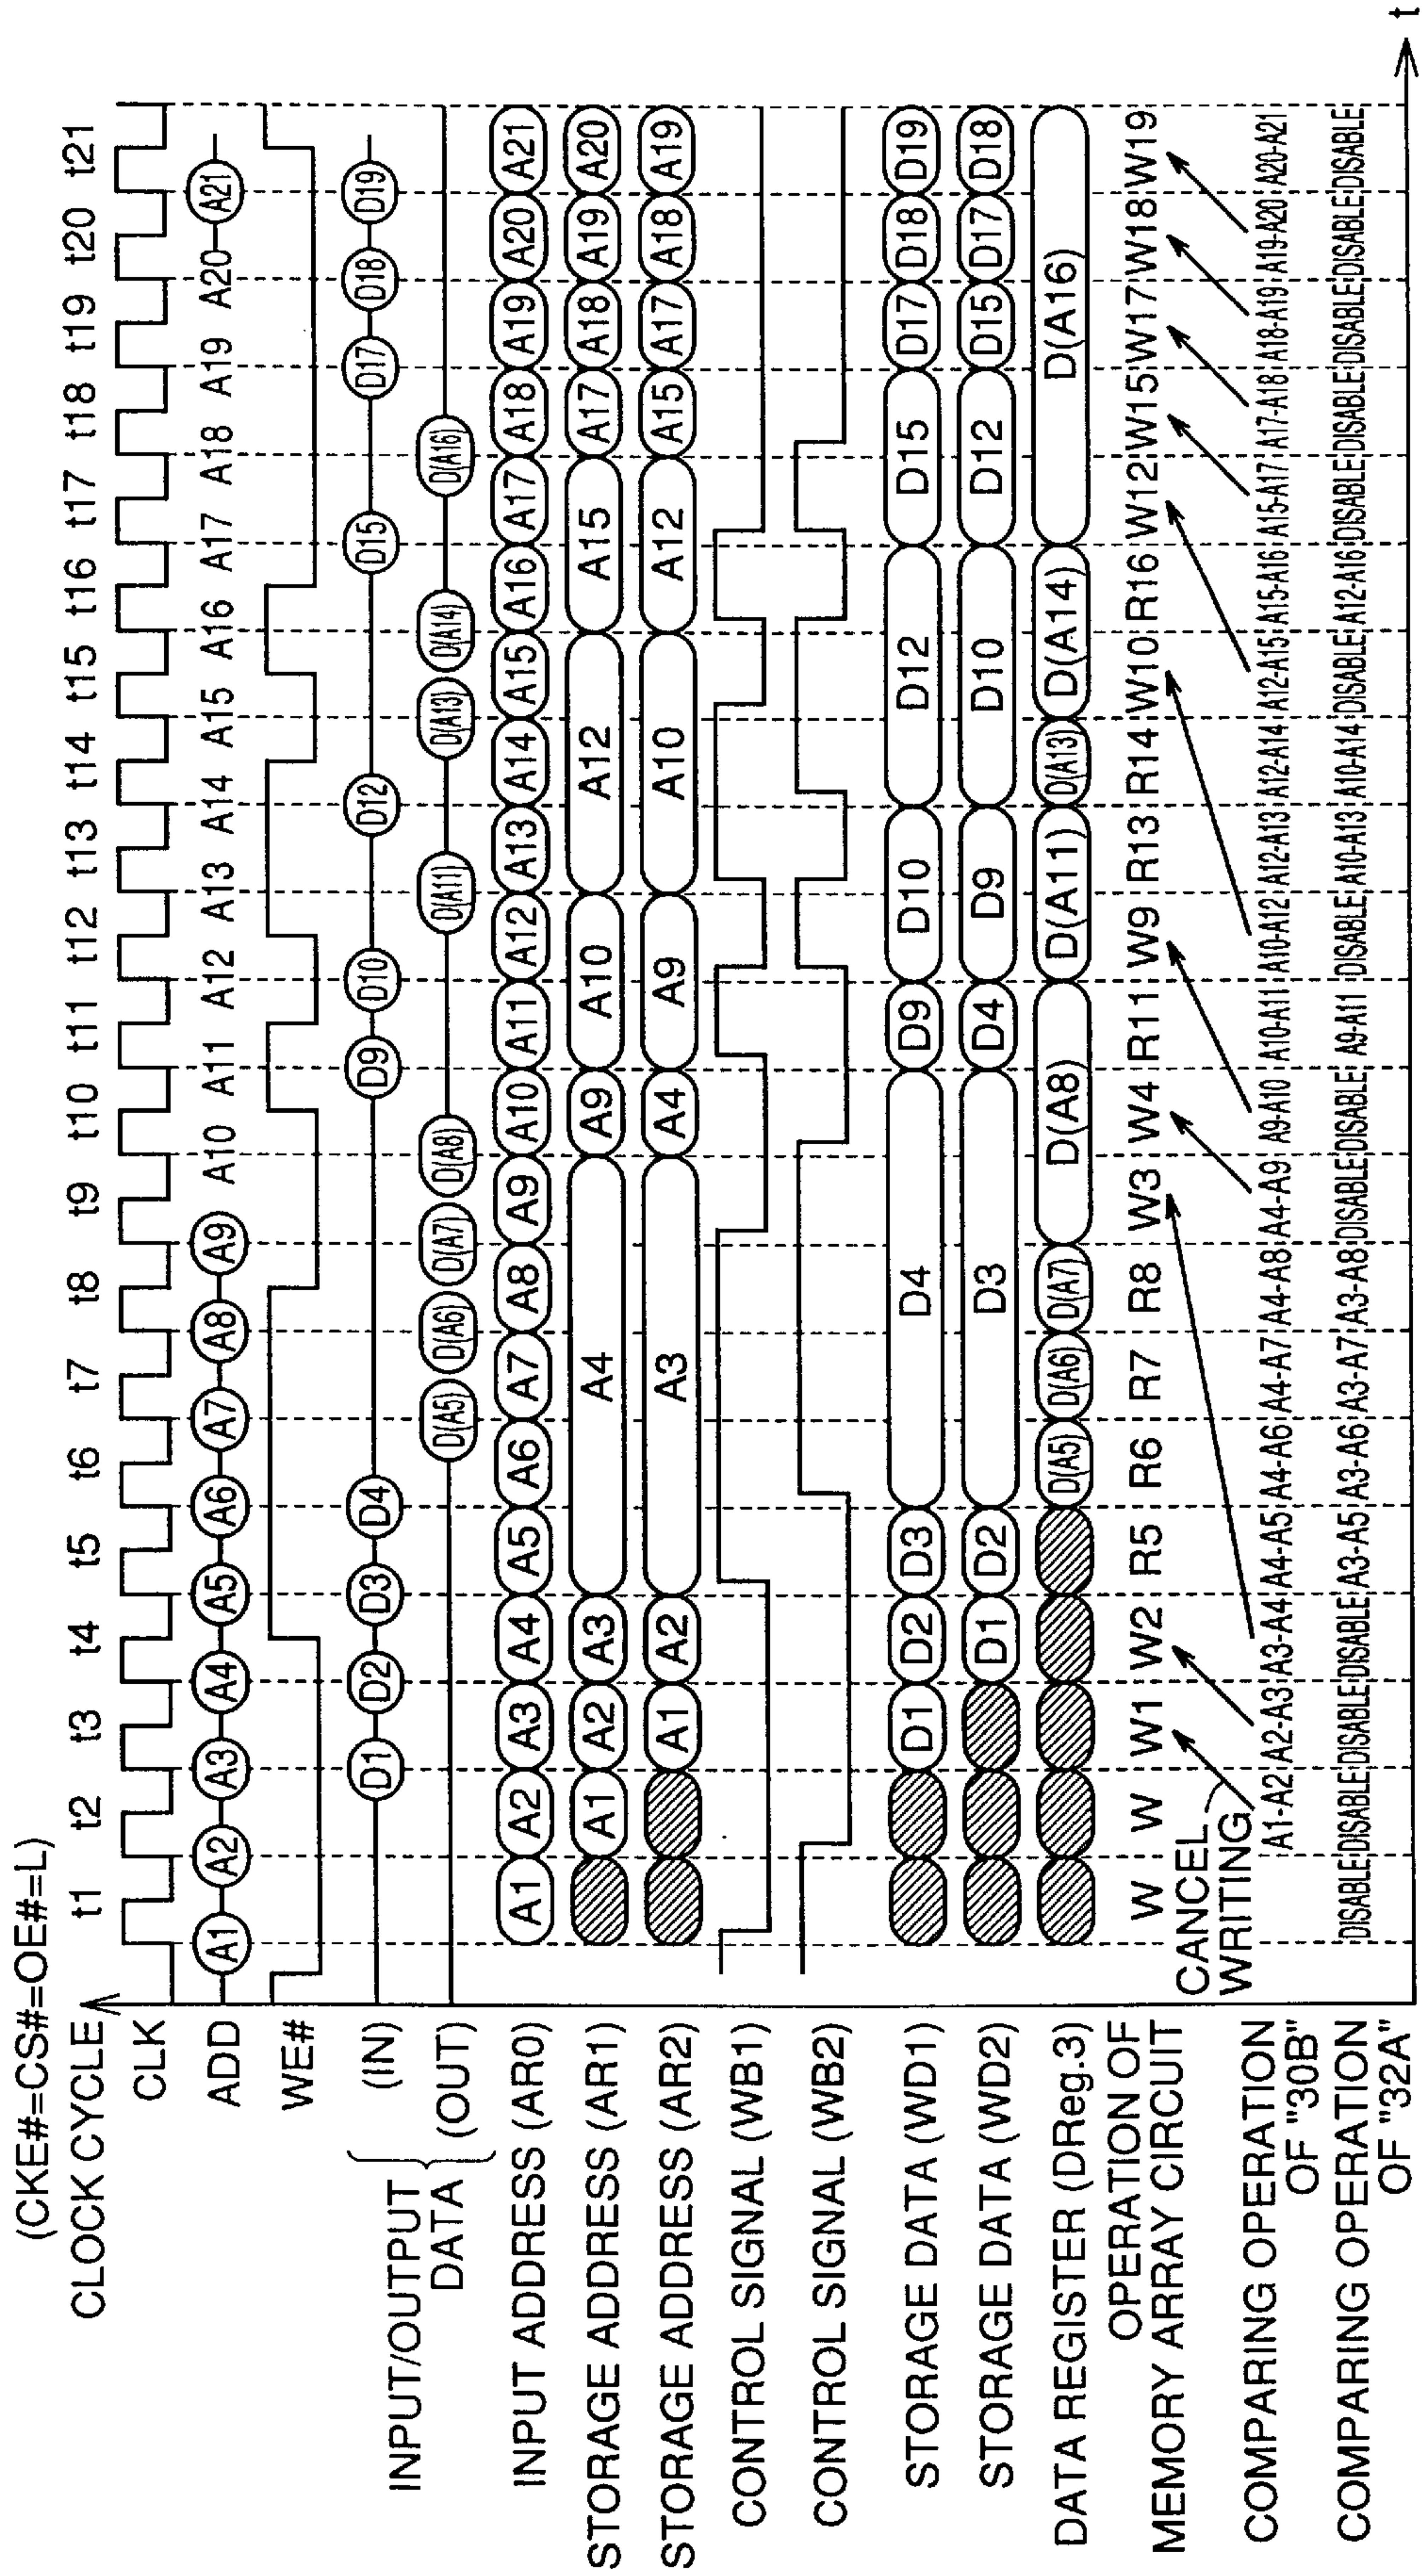 (CKE#=CS#=OE#=L)
CLOCK CYCLE t1 t2 t3 t4 t5 t6 t7 t8 t9 t10 t11 t12 t13 t14 t15 t16 t17 t18 t19 t20 t21
CLK
ADD A1 A2 A3 A4 A5 A6 A7 A8 A9 A10 A11 A12 A13 A14 A15 A16 A17 A18 A19 A20 A21
WE#
INPUT/OUTPUT DATA
(IN) D1 D2 D3 D4 D9 D10 D12 D15 D17 D18 D19
(OUT) D(A5) D(A6) D(A7) D(A8) D(A11) D(A13) D(A14) D(A16)
INPUT ADDRESS (AR0) A1 A2 A3 A4 A5 A6 A7 A8 A9 A10 A11 A12 A13 A14 A15 A16 A17 A18 A19 A20 A21
STORAGE ADDRESS (AR1) A1 A2 A3 A4 A9 A10 A12 A15 A17 A18 A19 A20
STORAGE ADDRESS (AR2) A1 A2 A3 A4 A9 A10 A12 A15 A17 A18 A19
CONTROL SIGNAL (WB1)
CONTROL SIGNAL (WB2)
STORAGE DATA (WD1) D1 D2 D3 D4 D9 D10 D12 D15 D17 D18 D19
STORAGE DATA (WD2) D1 D2 D3 D4 D9 D10 D12 D15 D17 D18
DATA REGISTER (DReg.3) D(A5) D(A6) D(A7) D(A8) D(A11) D(A13) D(A14) D(A16)
OPERATION OF
MEMORY ARRAY CIRCUIT W W W1 W2 R5 R6 R7 R8 W3 W4 R11 W9 R13 R14 W10 R16 W12 W15 W17 W18 W19
CANCEL
WRITING
COMPARING OPERATION
OF "30B" A1-A2 A2-A3 A3-A4 A4-A5 A4-A6 A4-A7 A4-A8 A4-A9 A9-A10 A10-A11 A10-A12 A12-A13 A12-A14 A12-A15 A15-A16 A15-A17 A17-A18 A18-A19 A19-A20 A20-A21
COMPARING OPERATION
OF "32A" DISABLE DISABLE DISABLE DISABLE A3-A5 A3-A6 A3-A7 A3-A8 DISABLE DISABLE A9-A11 DISABLE A10-A13 A10-A14 DISABLE A12-A16 DISABLE DISABLE DISABLE DISABLE DISABLE
t